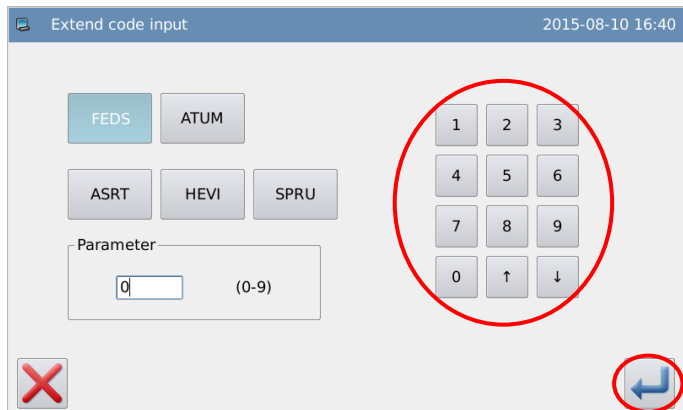 Extend code input 2015-08-10 16:40
FEDS ATUM
ASRT HEVI SPRU
Parameter
0 (0-9)
1 2 3
4 5 6
7 8 9
0 ↑ ↓